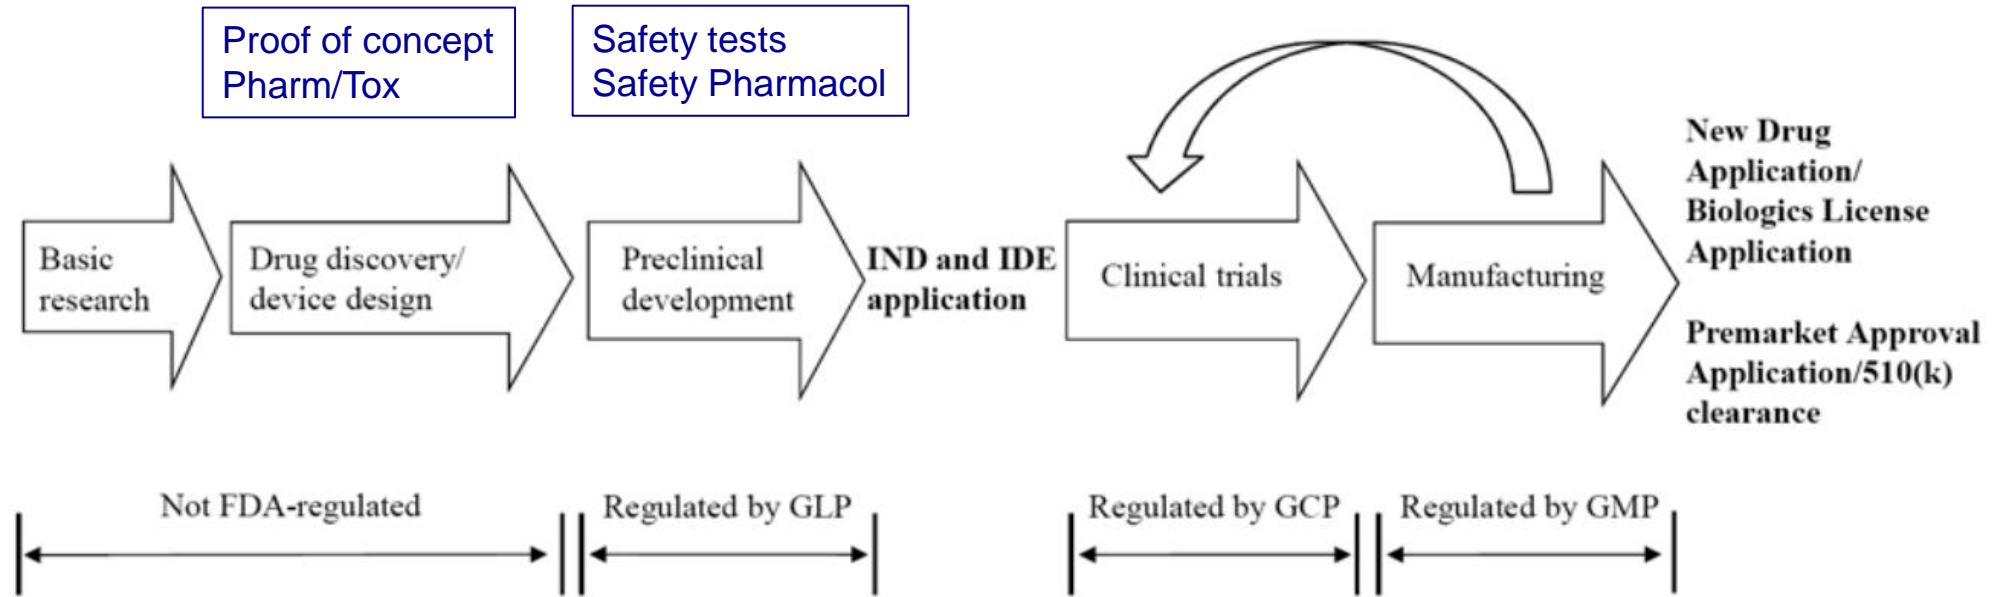 Proof of concept
Pharm/Tox
Safety tests
Safety Pharmacol
Basic
research
Drug discovery/
device design
Preclinical
development
IND and IDE
application
Clinical trials
Manufacturing
New Drug
Application/
Biologics License
Application
Premarket Approval
Application/510(k)
clearance
Not FDA-regulated
Regulated by GLP
Regulated by GCP
Regulated by GMP